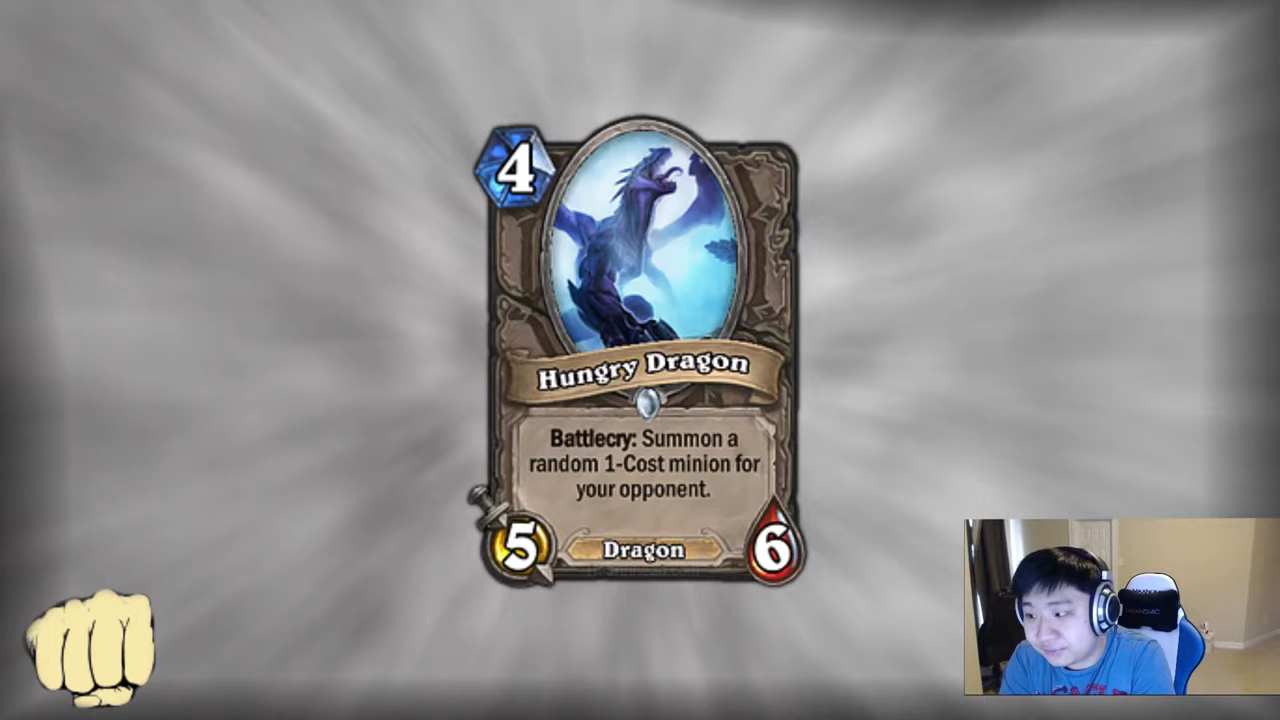 4
Hungry Dragon
Battlecry: Summon a
random 1-Cost minion for
your opponent.
5
Dragon
6